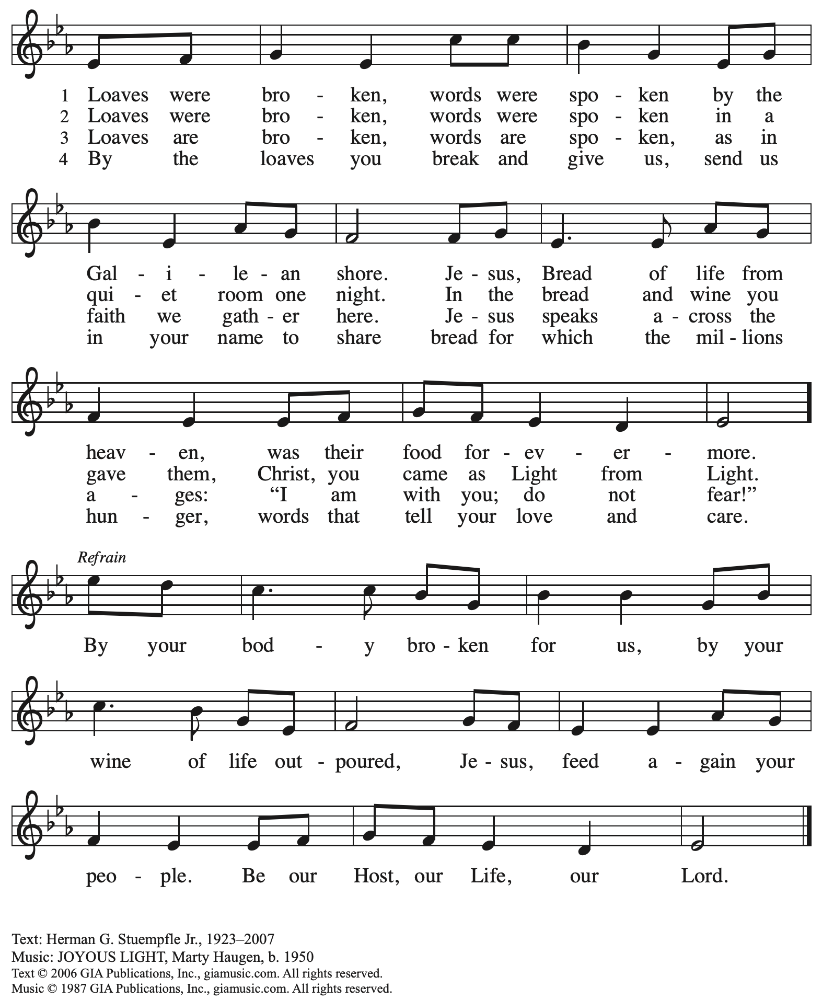 1 Loaves were bro - ken, words were spo - ken by the
2 Loaves were bro - ken, words were spo - ken in a
3 Loaves are bro - ken, words are spo - ken, as in
4 By the loaves you break and give us, send us
Gal - i - le - an shore. Je - sus, Bread of life from
qui - et room one night. In the bread and wine you
faith we gath - er here. Je - sus speaks a - cross the
in your name to share bread for which the mil - lions
heav - en, was their food for - ev - er - more.
gave them, Christ, you came as Light from Light.
a - ges: “I am with you; do not fear!”
hun - ger, words that tell your love and care.
Refrain
By your bod - y bro - ken for us, by your
wine of life out - poured, Je - sus, feed a - gain your
peo - ple. Be our Host, our Life, our Lord.
Text: Herman G. Stuempfle Jr., 1923–2007
Music: JOYOUS LIGHT, Marty Haugen, b. 1950
Text © 2006 GIA Publications, Inc., giamusic.com. All rights reserved.
Music © 1987 GIA Publications, Inc., giamusic.com. All rights reserved.